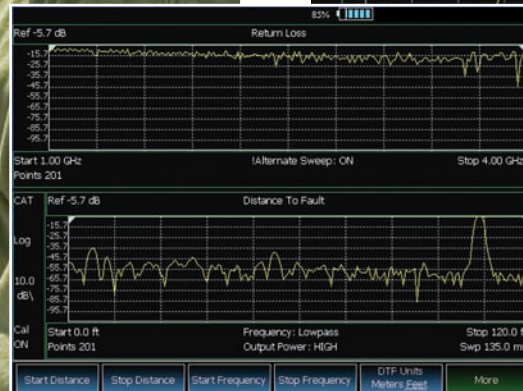 85%
Ref -5.7 dB Return Loss
-15.7
-25.7
-35.7
-45.7
-55.7
-65.7
-75.7
-85.7
-95.7
Start 1.00 GHz !Alternate Sweep: ON Stop 4.00 GHz
Points 201
CAT Ref -5.7 dB Distance To Fault
-15.7
-25.7
Log -35.7
-45.7
-55.7
10.0 -65.7
dB\ -75.7
-85.7
-95.7
Cal Start 0.0 ft Frequency: Lowpass Stop 120.0 ft
ON Points 201 Output Power: HIGH Swp 135.0 m
Start Distance Stop Distance Start Frequency Stop Frequency DTF Units More
Meters Feet